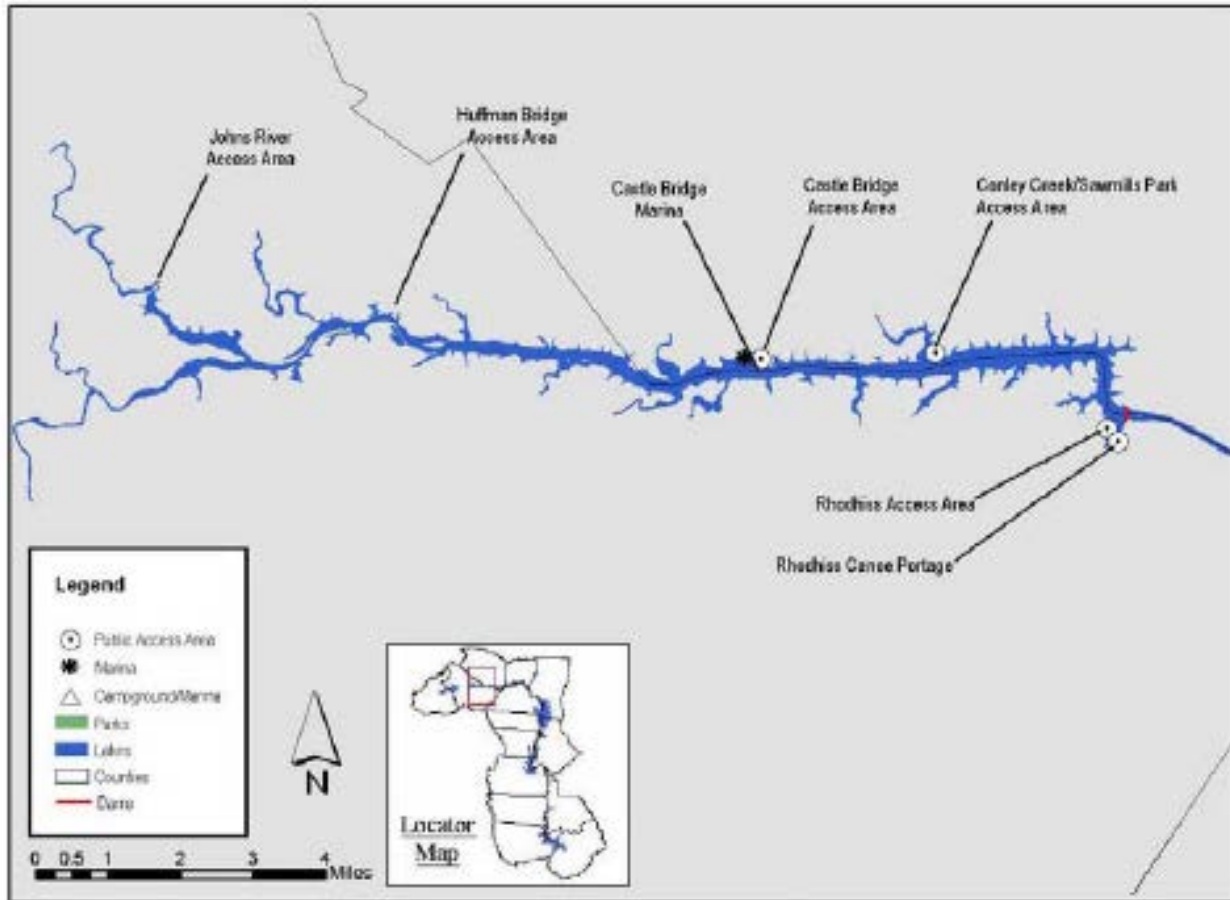 Johns River
Access Area
Huffman Bridge
Access Area
Castle Bridge
Marina
Castle Bridge
Access Area
Conley Creek/Sawmills Park
Access Area
Rhodhiss Access Area
Rhodhiss Canoe Portage
Legend
Public Access Area
Marina
Campground/Marina
Parks
Lakes
Counties
Dams
N
0 0.5 1 2 3 4
Miles
Locator
Map